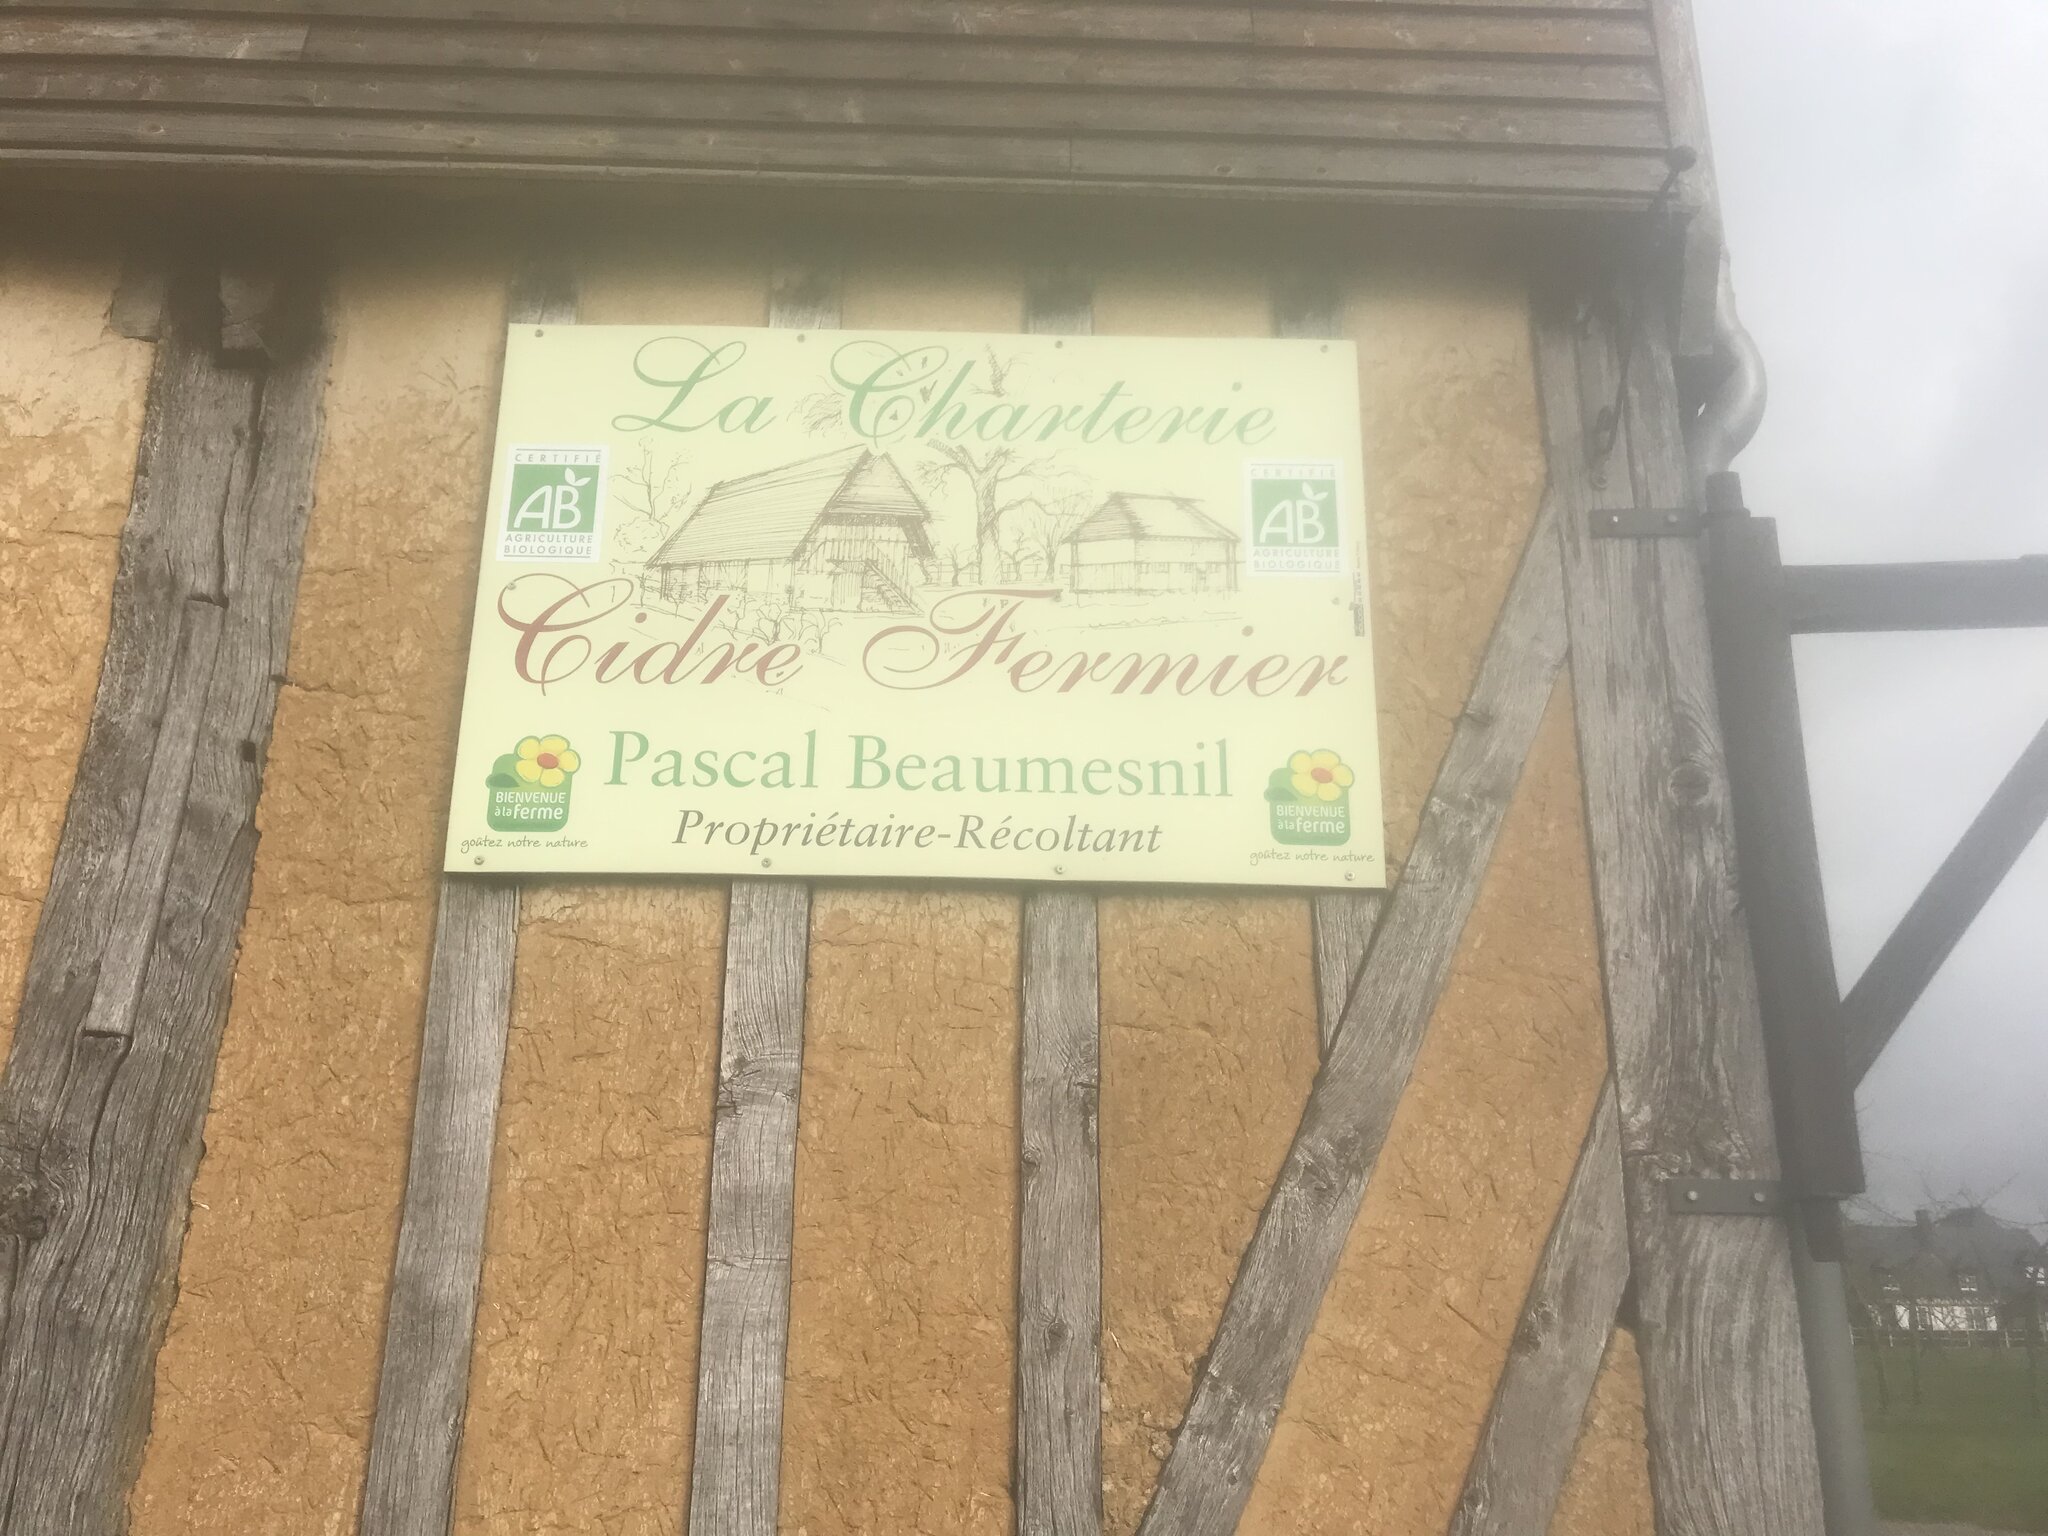 La Charterie
CERTIFIÉ
AB
AGRICULTURE
BIOLOGIQUE
CERTIFIÉ
AB
AGRICULTURE
BIOLOGIQUE
Cidre Fermier
Pascal Beaumesnil
Propriétaire-Récoltant
BIENVENUE
à la ferme
goûtez notre nature
BIENVENUE
à la ferme
goûtez notre nature